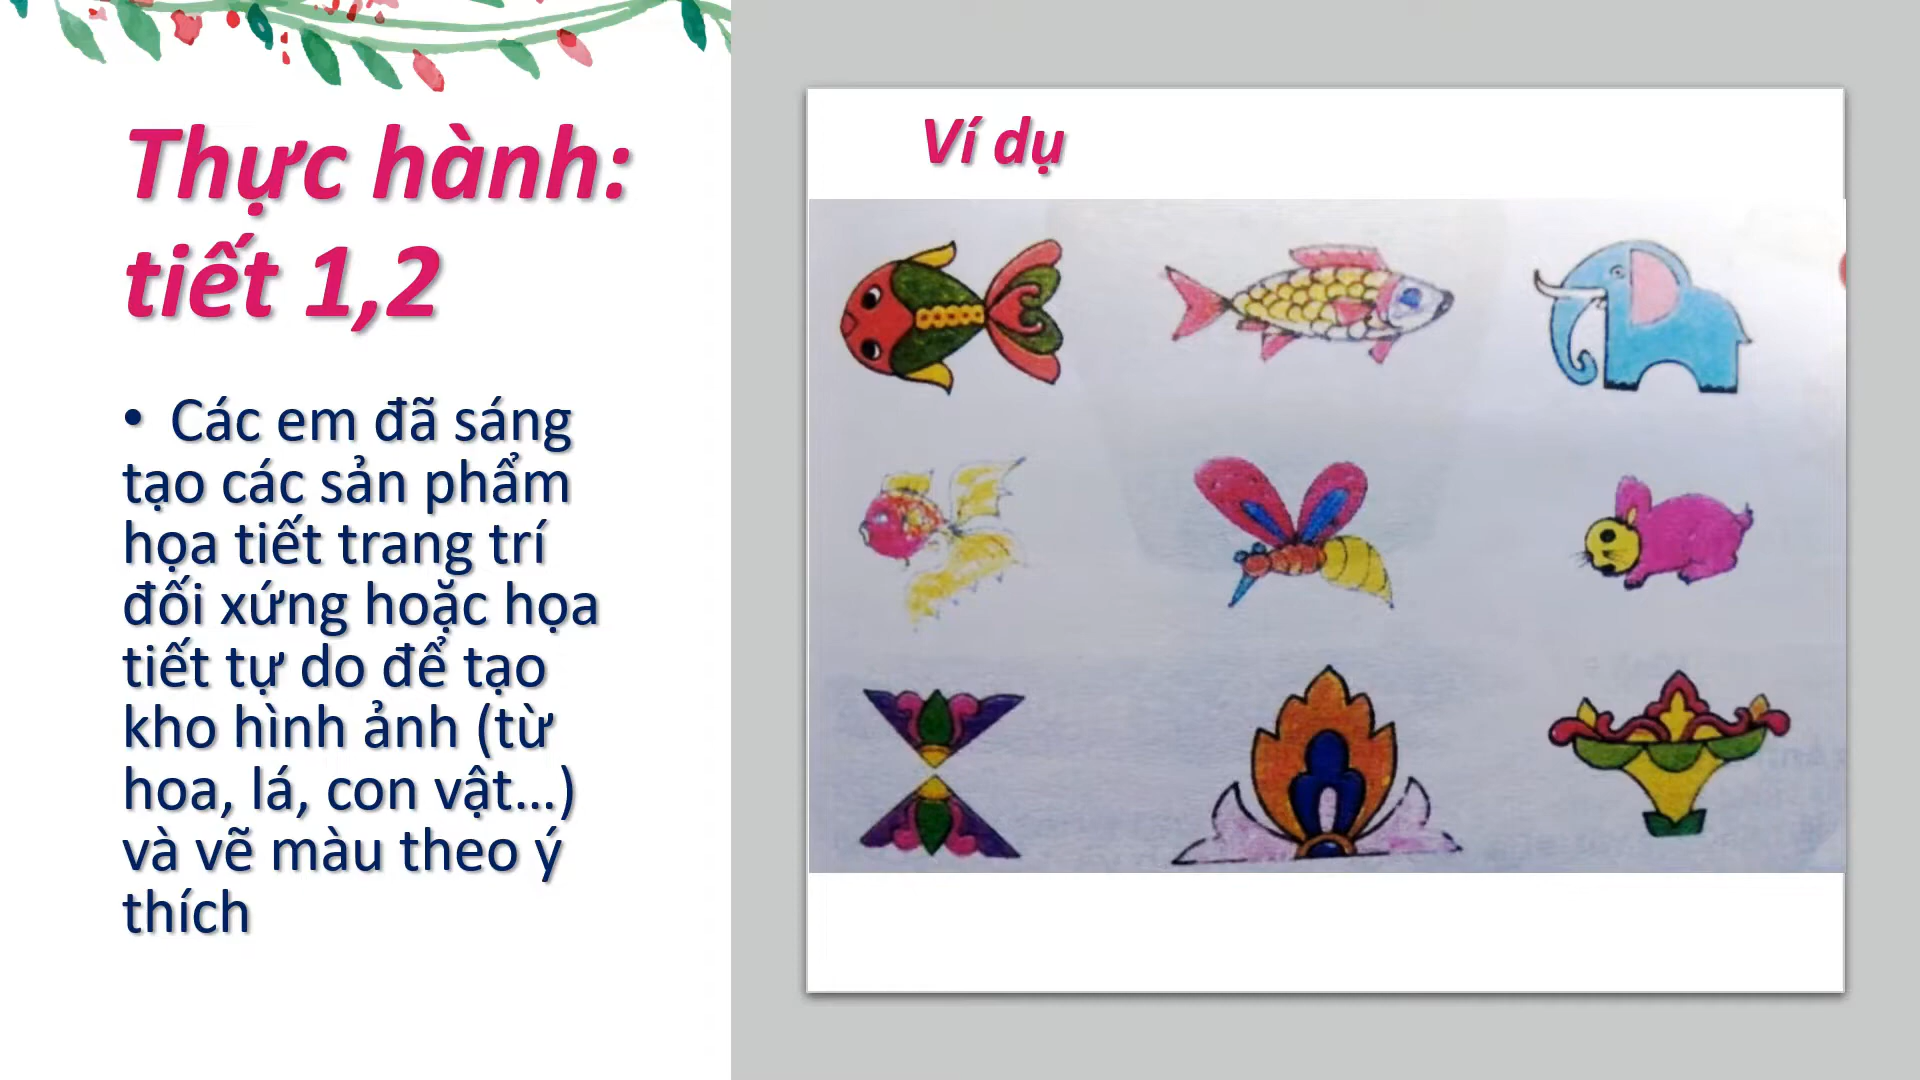 Thực hành:
tiết 1,2
• Các em đã sáng
tạo các sản phẩm
họa tiết trang trí
đối xứng hoặc họa
tiết tự do để tạo
kho hình ảnh (từ
hoa, lá, con vật...)
và vẽ màu theo ý
thích
Ví dụ